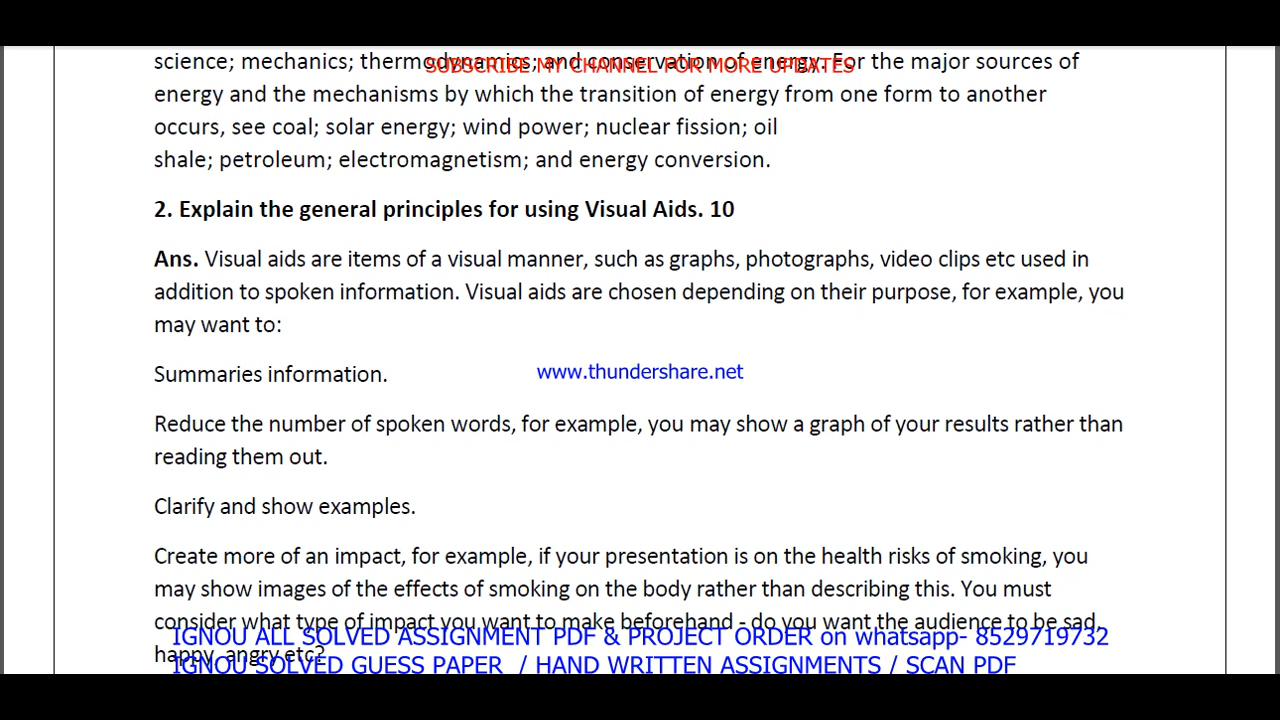 science; mechanics; thermodynamics; and conservation of energy. For the major sources of
SUBSCRIBE MY CHANNEL FOR MORE UPDATES
energy and the mechanisms by which the transition of energy from one form to another
occurs, see coal; solar energy; wind power; nuclear fission; oil
shale; petroleum; electromagnetism; and energy conversion.
2. Explain the general principles for using Visual Aids. 10
Ans. Visual aids are items of a visual manner, such as graphs, photographs, video clips etc used in
addition to spoken information. Visual aids are chosen depending on their purpose, for example, you
may want to:
Summaries information.
www.thundershare.net
Reduce the number of spoken words, for example, you may show a graph of your results rather than
reading them out.
Clarify and show examples.
Create more of an impact, for example, if your presentation is on the health risks of smoking, you
may show images of the effects of smoking on the body rather than describing this. You must
consider what type of impact you want to make beforehand - do you want the audience to be sad,
IGNOU ALL SOLVED ASSIGNMENT PDF & PROJECT ORDER on whatsapp- 8529719732
happy, angry etc?
IGNOU SOLVED GUESS PAPER / HAND WRITTEN ASSIGNMENTS / SCAN PDF